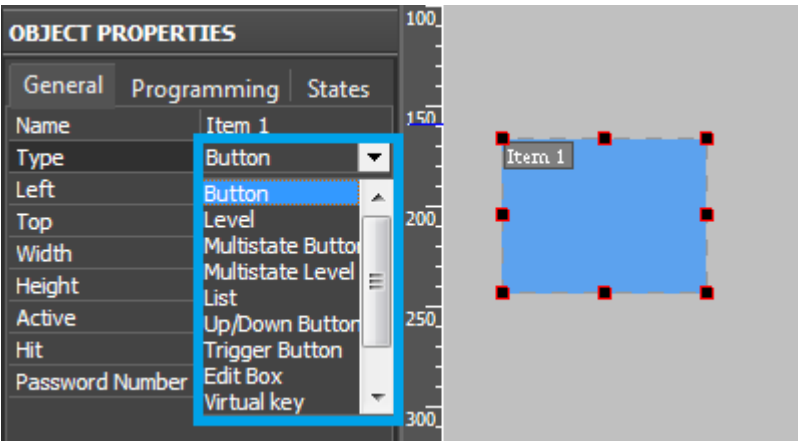 OBJECT PROPERTIES
General Programming States
Name Item 1
Type Button
Left Button
Top Level
Width Multistate Button
Height Multistate Level
Active List
Hit Up/Down Button
Password Number Trigger Button
Edit Box
Virtual key
100
150
200
250
300
Item 1